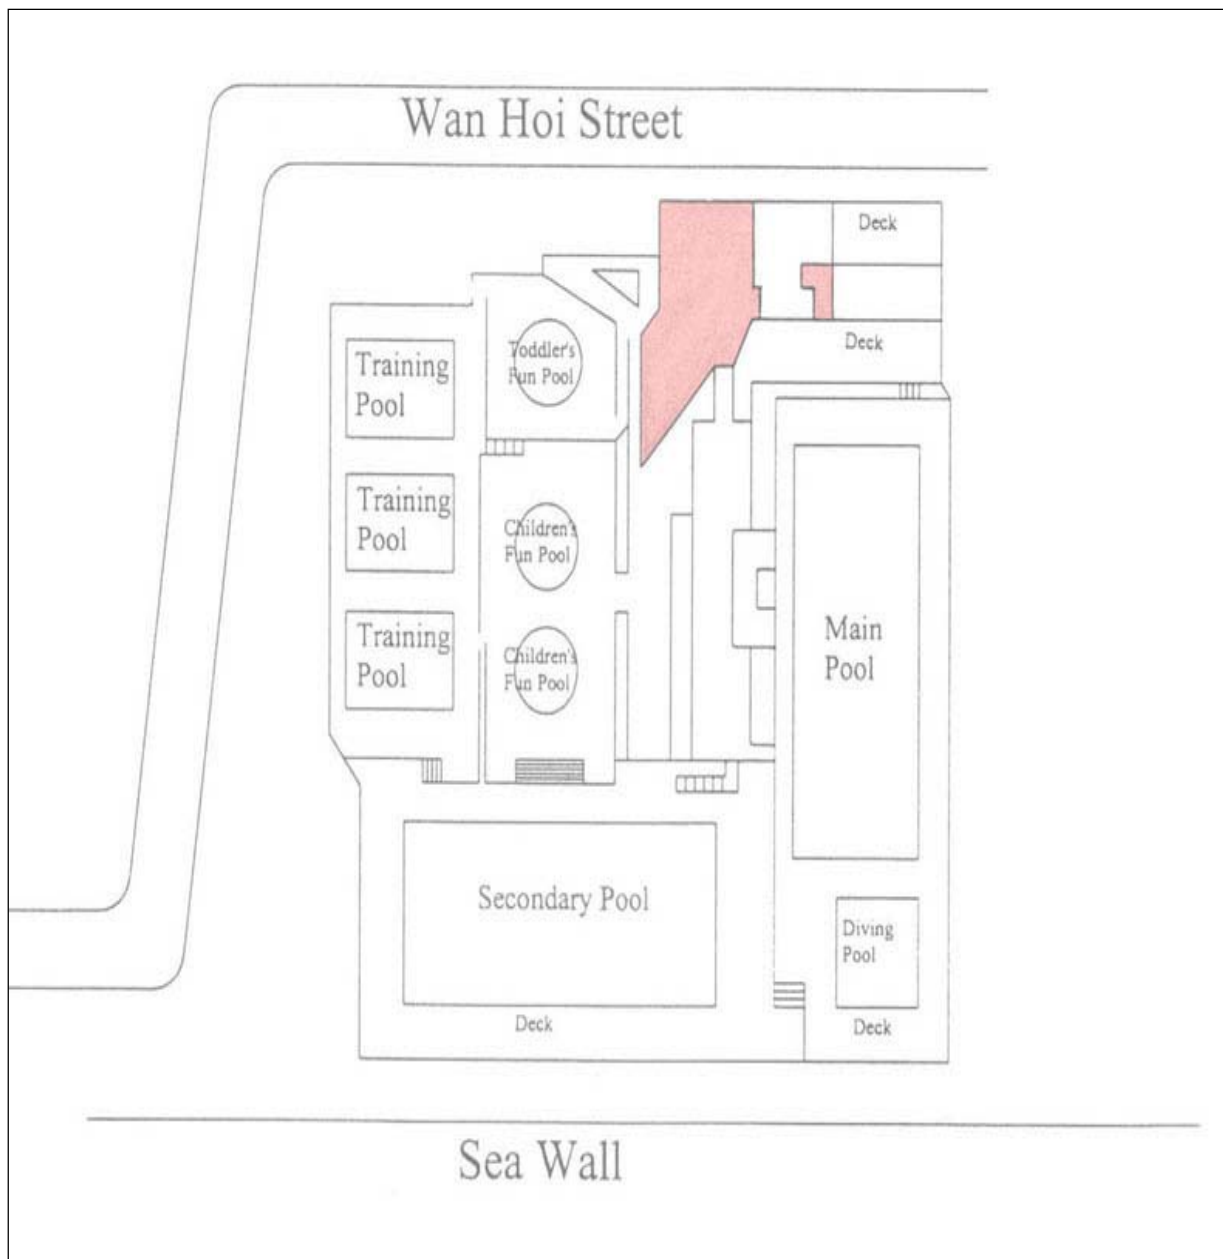 Wan Hoi Street
Deck
Deck
Toddler's
Fun Pool
Training
Pool
Training
Pool
Children's
Fun Pool
Training
Pool
Children's
Fun Pool
Main
Pool
Secondary Pool
Diving
Pool
Deck
Deck
Sea Wall